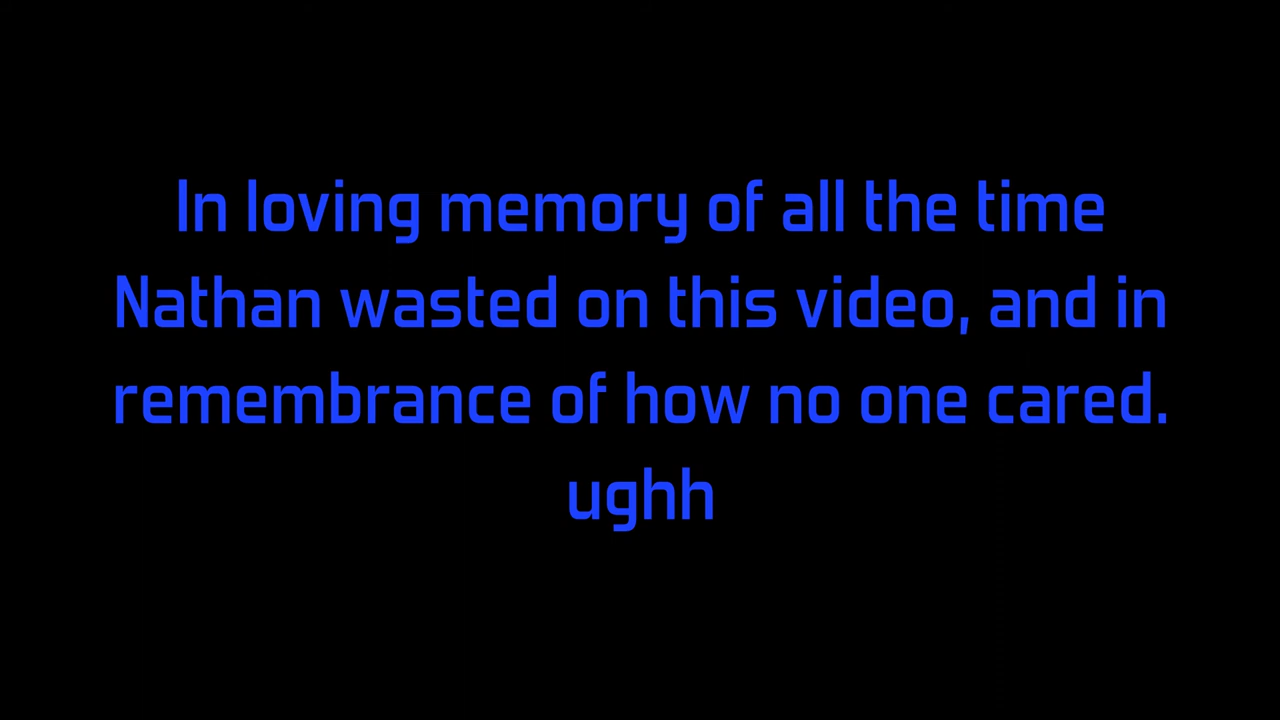 In loving memory of all the time
Nathan wasted on this video, and in
remembrance of how no one cared.
ughh